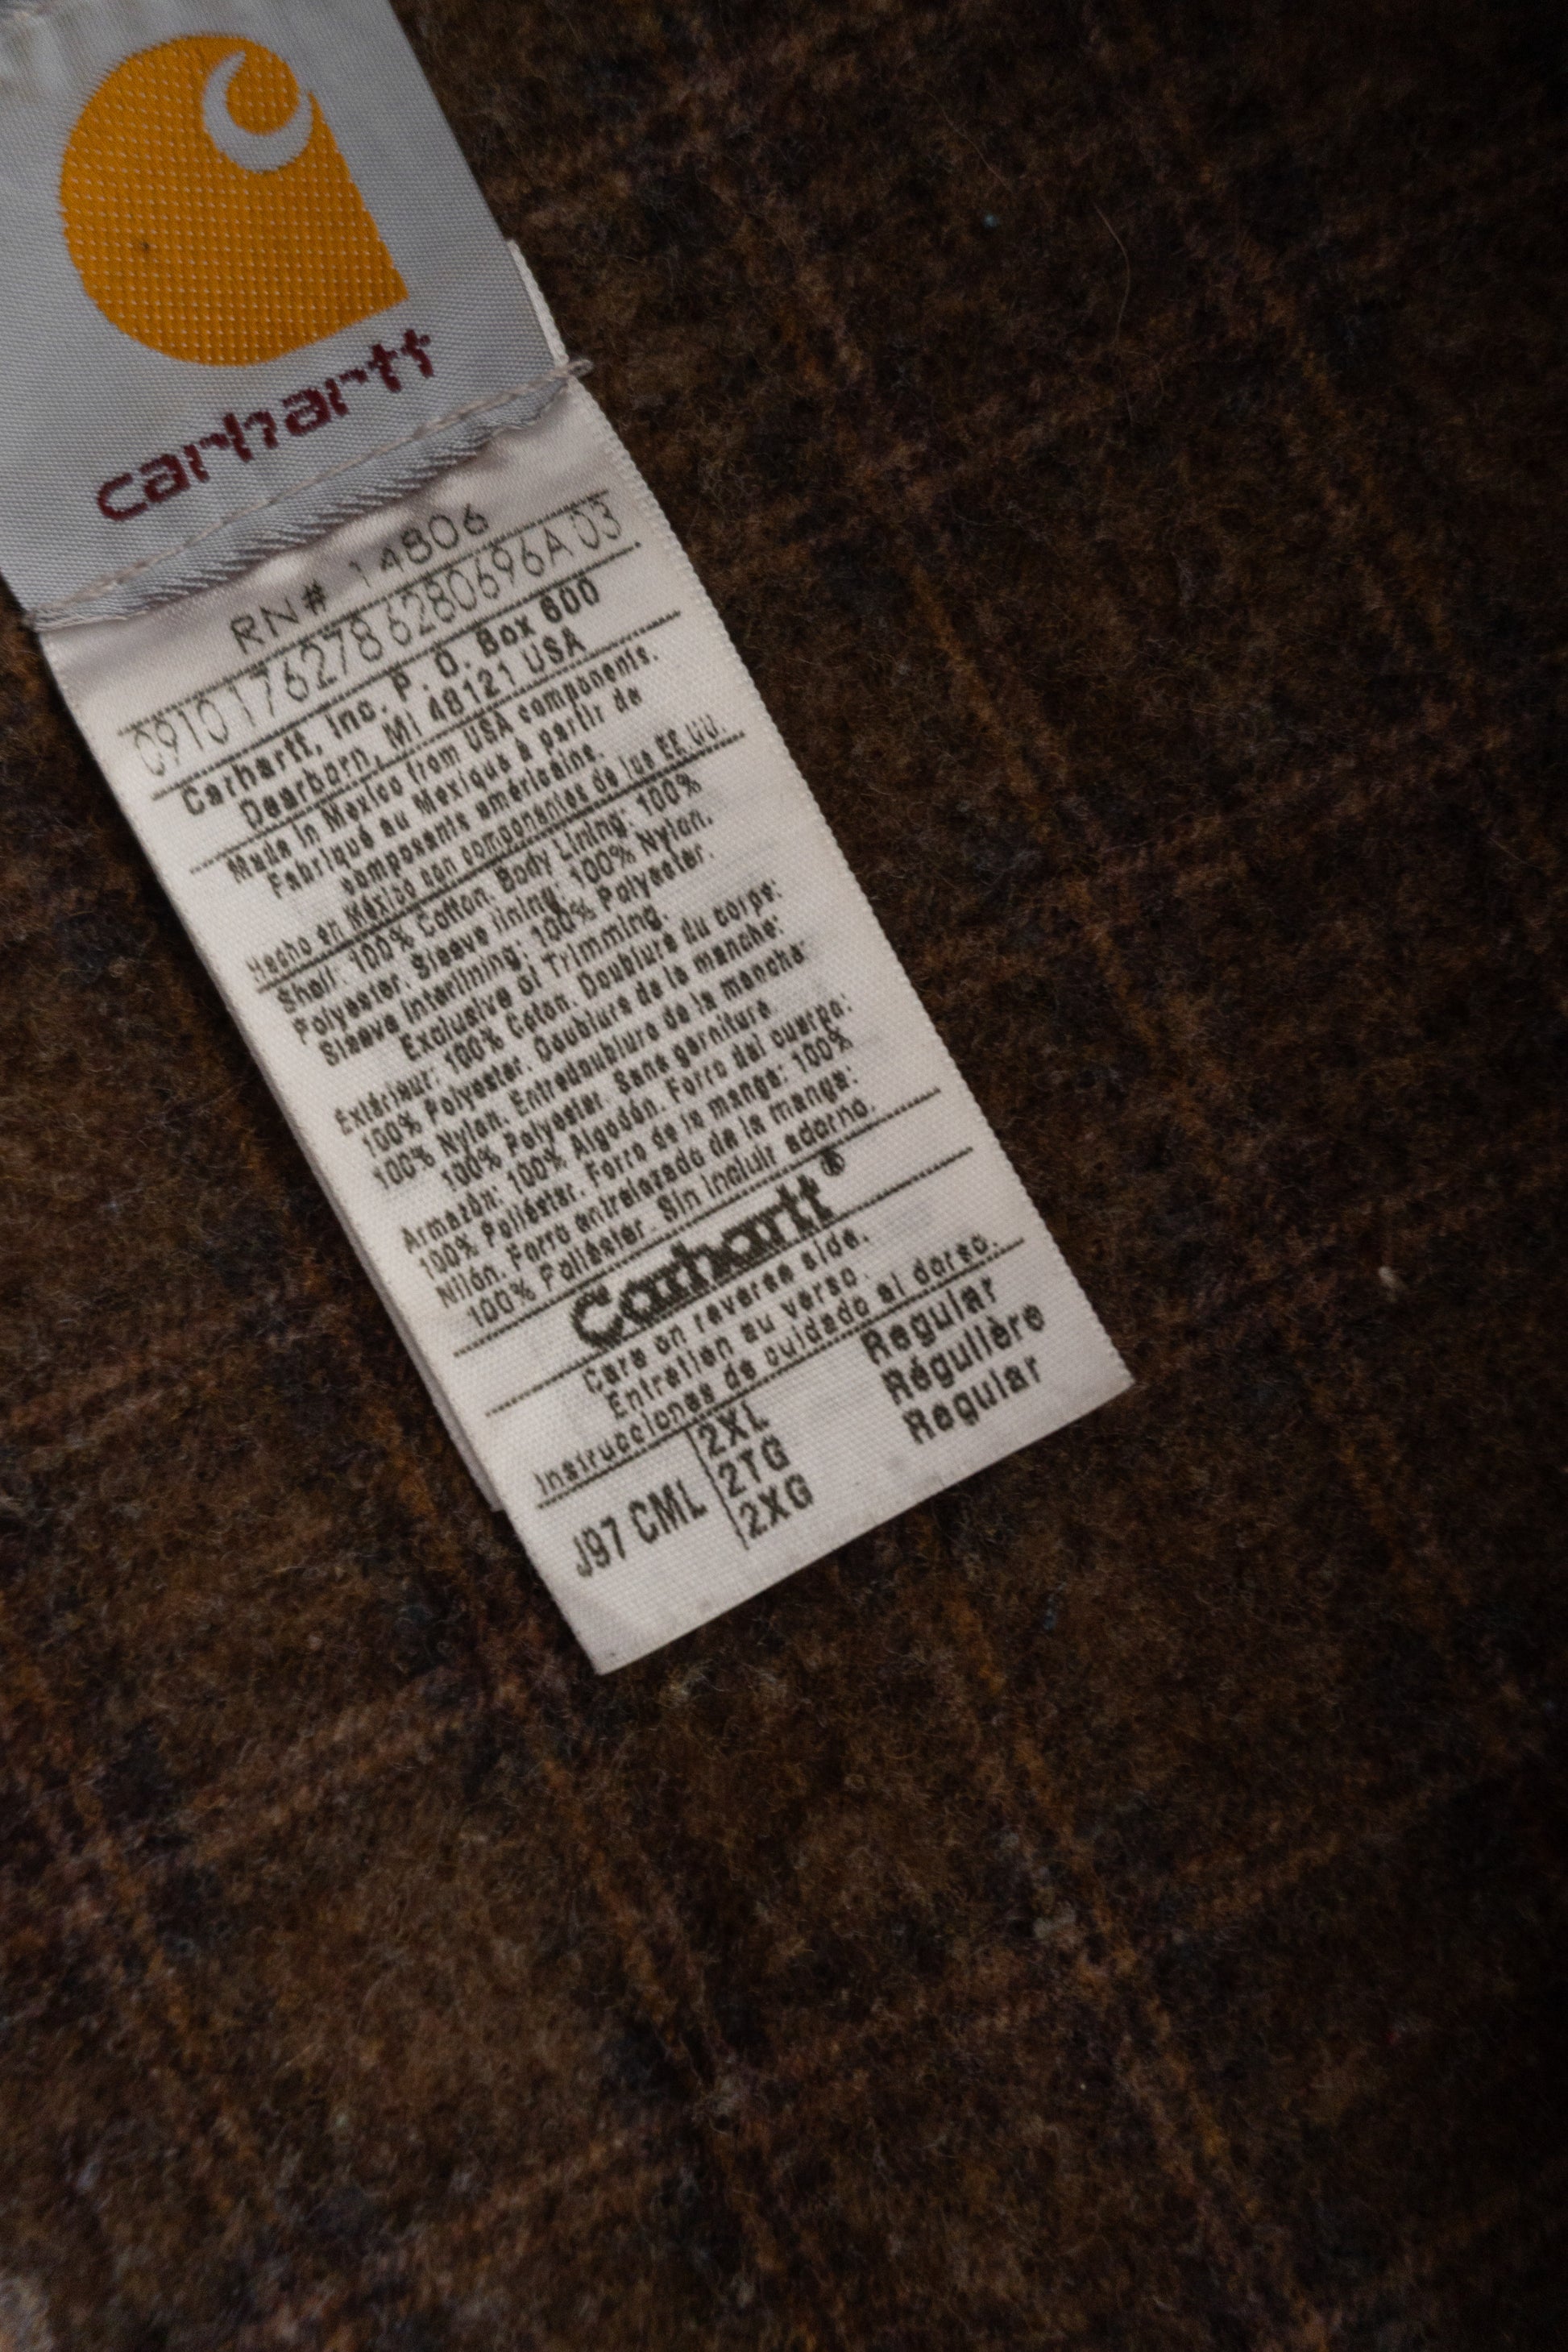 carhartt
RN# 14806
0910176278 6280696A 03
Carhartt, Inc. P. O. Box 600
Dearborn, MI 48121 USA
Made in Mexico from USA components.
Fabriqué au Mexique à partir de
composants américains.
Hecho en México con componentes de los EE.UU.
Shell: 100% Cotton. Body Lining: 100%
Polyester. Sleeve lining: 100% Nylon.
Sleeve Interlining: 100% Polyester.
Exclusive of Trimming.
Extérieur: 100% Coton. Doublure du corps:
100% Polyester. Doublure de la manche:
100% Nylon. Entredoublure de la manche:
100% Polyester. Sans garniture.
Armazón: 100% Algodón. Forro del cuerpo:
100% Poliéster. Forro de la manga: 100%
Nilón. Forro entrelazado de la manga:
100% Poliéster. Sin incluir adorno.
Carhartt®
Care on reverse side.
Entretien au verso.
Instrucciones de cuidado al dorso.
J97 CML
2XL Regular
2TG Régulière
2XG Regular